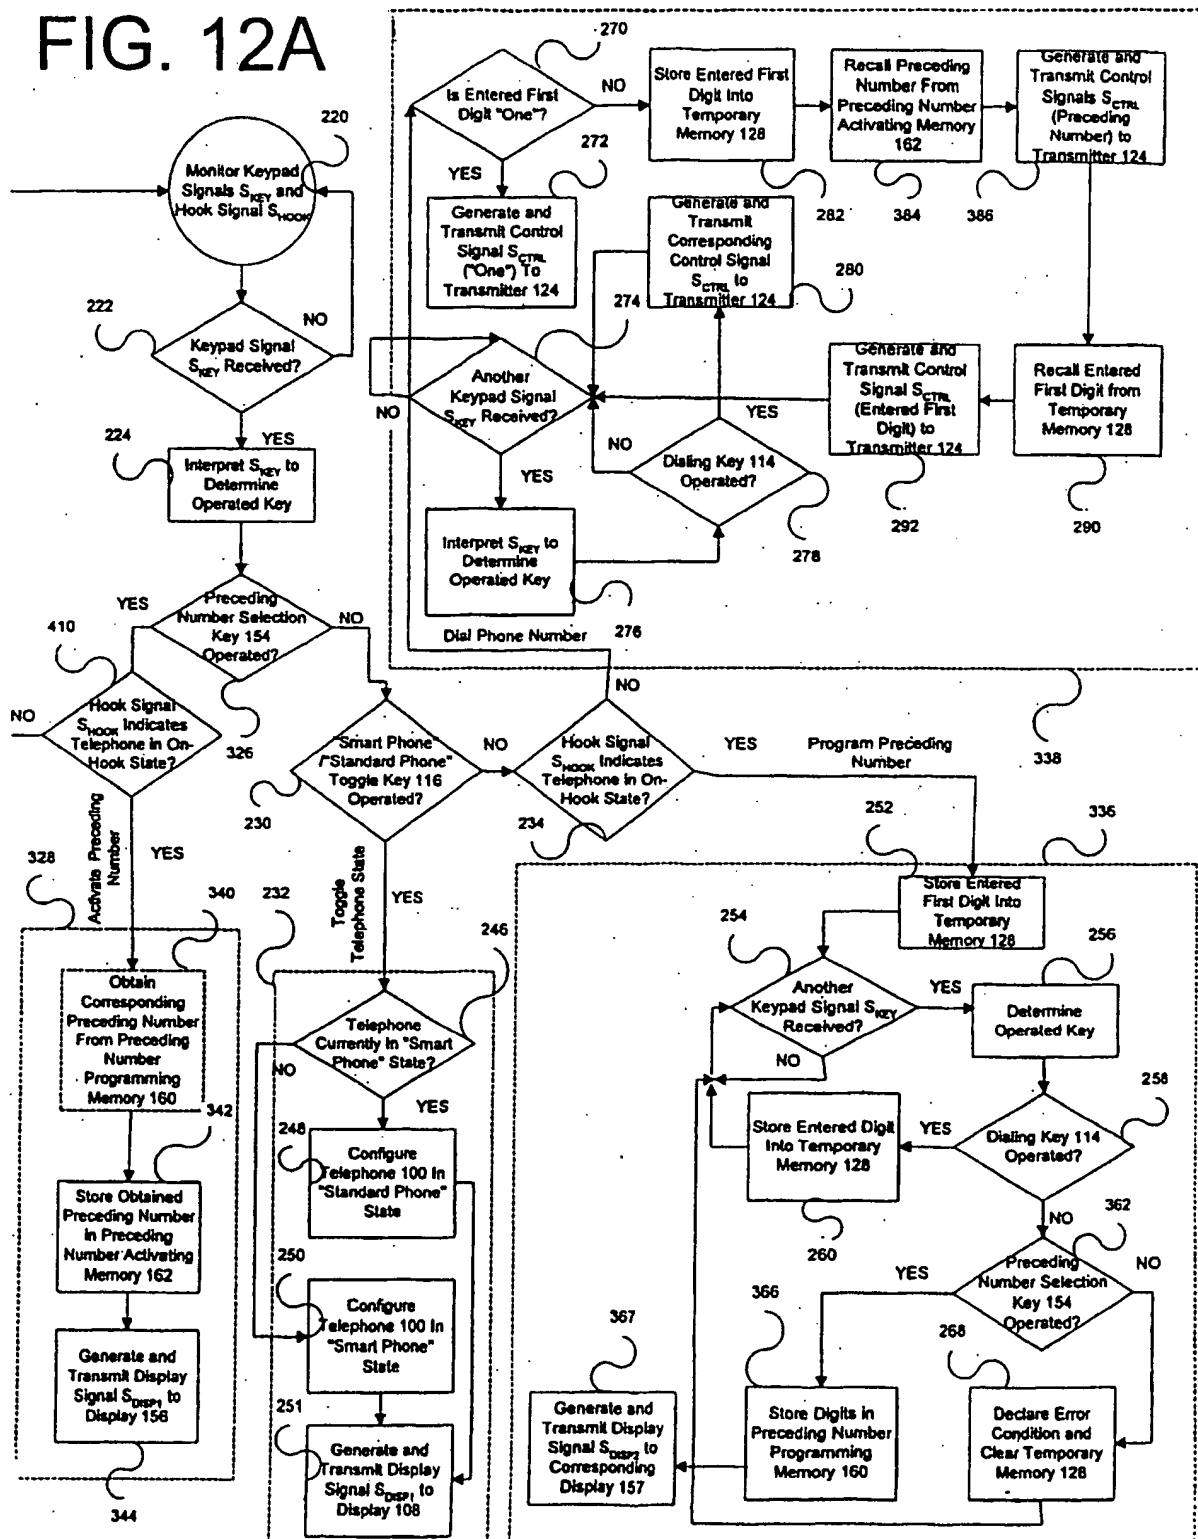 FIG. 12A
220
Monitor Keypad
Signals S_KEY and
Hook Signal S_HOOK
222
NO
Keypad Signal
S_KEY Received?
YES
224
Interpret S_KEY to
Determine
Operated Key
YES
Preceding
Number Selection
Key 154
Operated?
NO
326
410
NO
Hook Signal
S_HOOK Indicates
Telephone in On-
Hook State?
YES
Activate Preceding
Number
328
340
Obtain
Corresponding
Preceding Number
From Preceding
Number
Programming
Memory 160
342
Store Obtained
Preceding Number
in Preceding
Number Activating
Memory 162
Generate and
Transmit Display
Signal S_DISP1 to
Display 156
344
"Smart Phone"
/"Standard Phone"
Toggle Key 116
Operated?
230
NO
YES
Toggle
Telephone State
232
246
Telephone
Currently In "Smart
Phone" State?
NO
YES
248
Configure
Telephone 100 In
"Standard Phone"
State
250
Configure
Telephone 100 In
"Smart Phone"
State
251
Generate and
Transmit Display
Signal S_DISP1 to
Display 108
Hook Signal
S_HOOK Indicates
Telephone in On-
Hook State?
234
NO
Dial Phone Number
YES
Program Preceding
Number
338
270
Is Entered First
Digit "One"?
NO
YES
272
Generate and
Transmit Control
Signal S_CTRL
("One") To
Transmitter 124
Store Entered First
Digit Into
Temporary
Memory 128
282
Recall Preceding
Number From
Preceding Number
Activating Memory
162
384
Generate and
Transmit Control
Signals S_CTRL
(Preceding
Number) to
Transmitter 124
386
Generate and
Transmit
Corresponding
Control Signal
S_CTRL to
Transmitter 124
280
274
Another
Keypad Signal
S_KEY Received?
NO
YES
Interpret S_KEY to
Determine
Operated Key
276
Dialing Key 114
Operated?
NO
YES
278
Generate and
Transmit Control
Signal S_CTRL
(Entered First
Digit) to
Transmitter 124
292
Recall Entered
First Digit from
Temporary
Memory 128
290
336
252
Store Entered
First Digit Into
Temporary
Memory 128
254
Another
Keypad Signal S_KEY
Received?
YES
NO
256
Determine
Operated Key
258
Dialing Key 114
Operated?
YES
NO
Store Entered Digit
Into Temporary
Memory 128
260
362
Preceding
Number Selection
Key 154
Operated?
YES
NO
366
Store Digits in
Preceding Number
Programming
Memory 160
268
Declare Error
Condition and
Clear Temporary
Memory 128
367
Generate and
Transmit Display
Signal S_DISP2 to
Corresponding
Display 157